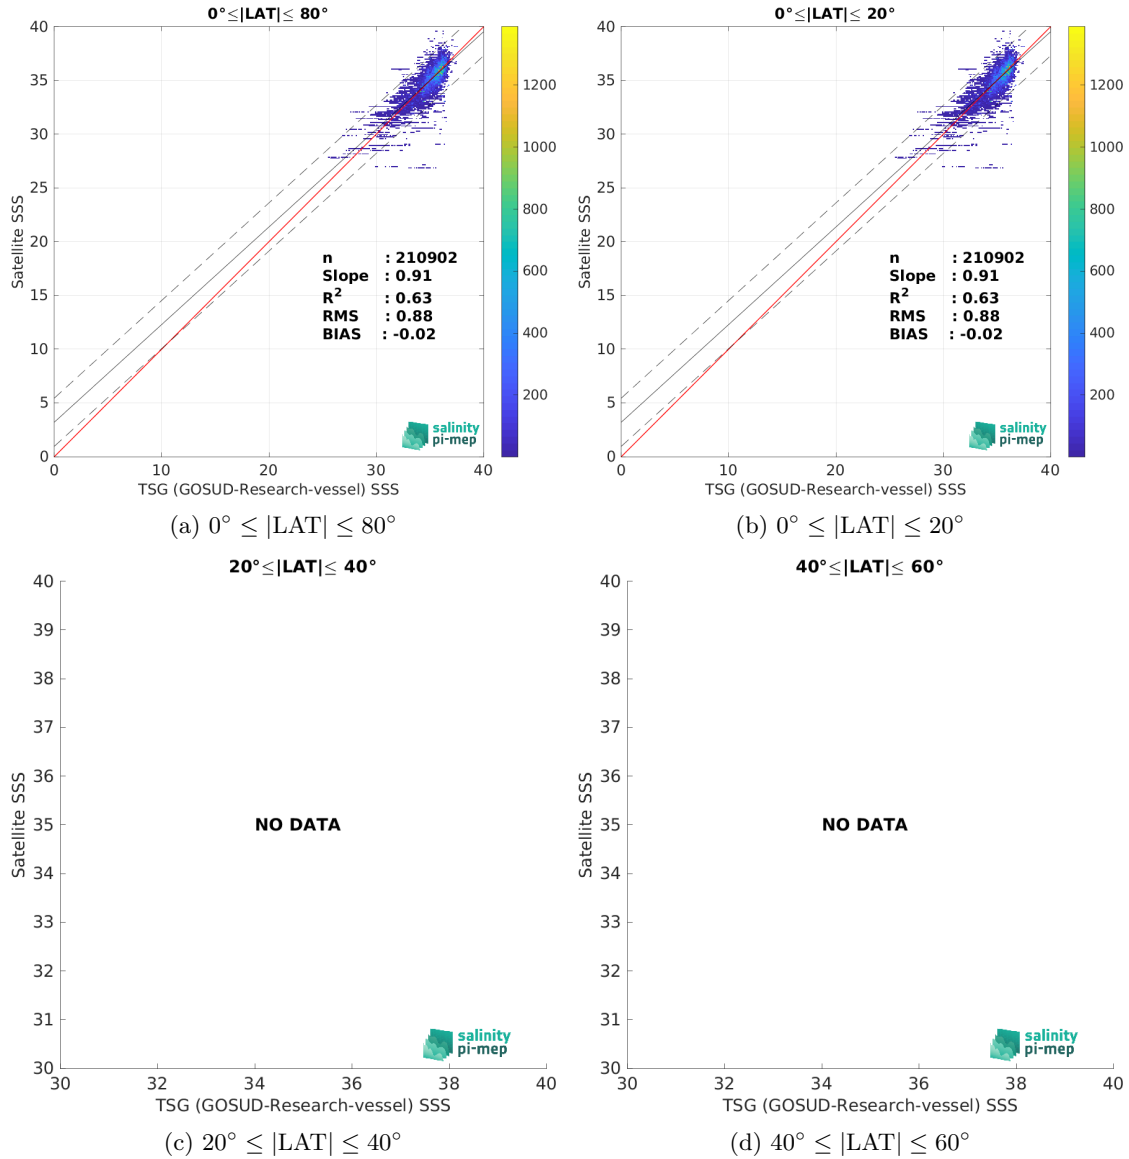 0°≤|LAT|≤ 80°
40
35
30
25
20
15
10
5
0
Satellite SSS
n : 210902
Slope : 0.91
R² : 0.63
RMS : 0.88
BIAS : -0.02
salinity
pi-mep
0 10 20 30 40
TSG (GOSUD-Research-vessel) SSS
1200
1000
800
600
400
200
(a) 0° ≤ |LAT| ≤ 80°
0°≤|LAT|≤ 20°
40
35
30
25
20
15
10
5
0
Satellite SSS
n : 210902
Slope : 0.91
R² : 0.63
RMS : 0.88
BIAS : -0.02
salinity
pi-mep
0 10 20 30 40
TSG (GOSUD-Research-vessel) SSS
1200
1000
800
600
400
200
(b) 0° ≤ |LAT| ≤ 20°
20°≤|LAT|≤ 40°
40
39
38
37
36
35
34
33
32
31
30
Satellite SSS
NO DATA
salinity
pi-mep
30 32 34 36 38 40
TSG (GOSUD-Research-vessel) SSS
(c) 20° ≤ |LAT| ≤ 40°
40°≤|LAT|≤ 60°
40
39
38
37
36
35
34
33
32
31
30
Satellite SSS
NO DATA
salinity
pi-mep
30 32 34 36 38 40
TSG (GOSUD-Research-vessel) SSS
(d) 40° ≤ |LAT| ≤ 60°